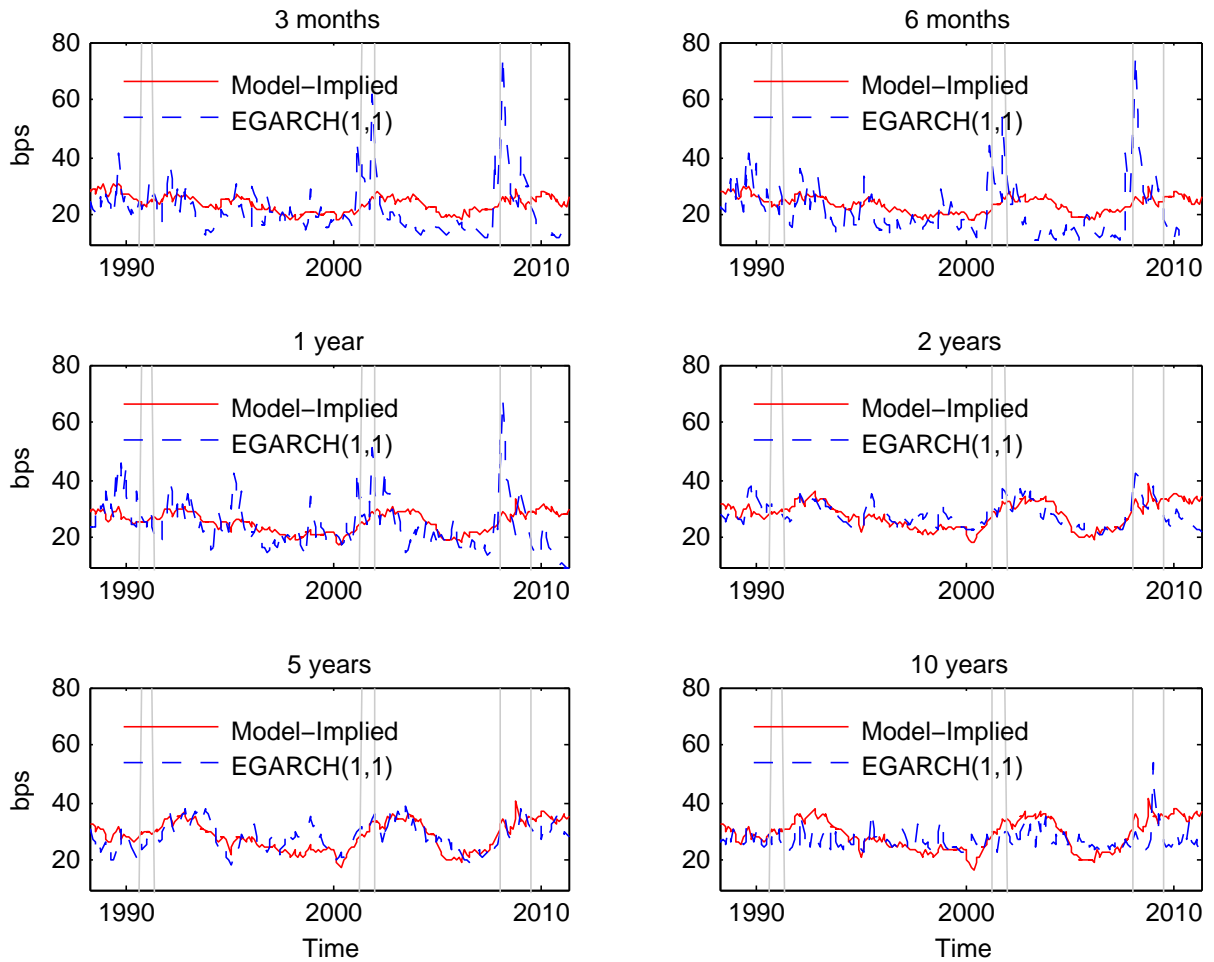 3 months
80
60
40
20
bps
Model–Implied
EGARCH(1,1)
1990 2000 2010
6 months
80
60
40
20
Model–Implied
EGARCH(1,1)
1990 2000 2010
1 year
80
60
40
20
bps
Model–Implied
EGARCH(1,1)
1990 2000 2010
2 years
80
60
40
20
Model–Implied
EGARCH(1,1)
1990 2000 2010
5 years
80
60
40
20
bps
Model–Implied
EGARCH(1,1)
1990 2000 2010
Time
10 years
80
60
40
20
Model–Implied
EGARCH(1,1)
1990 2000 2010
Time